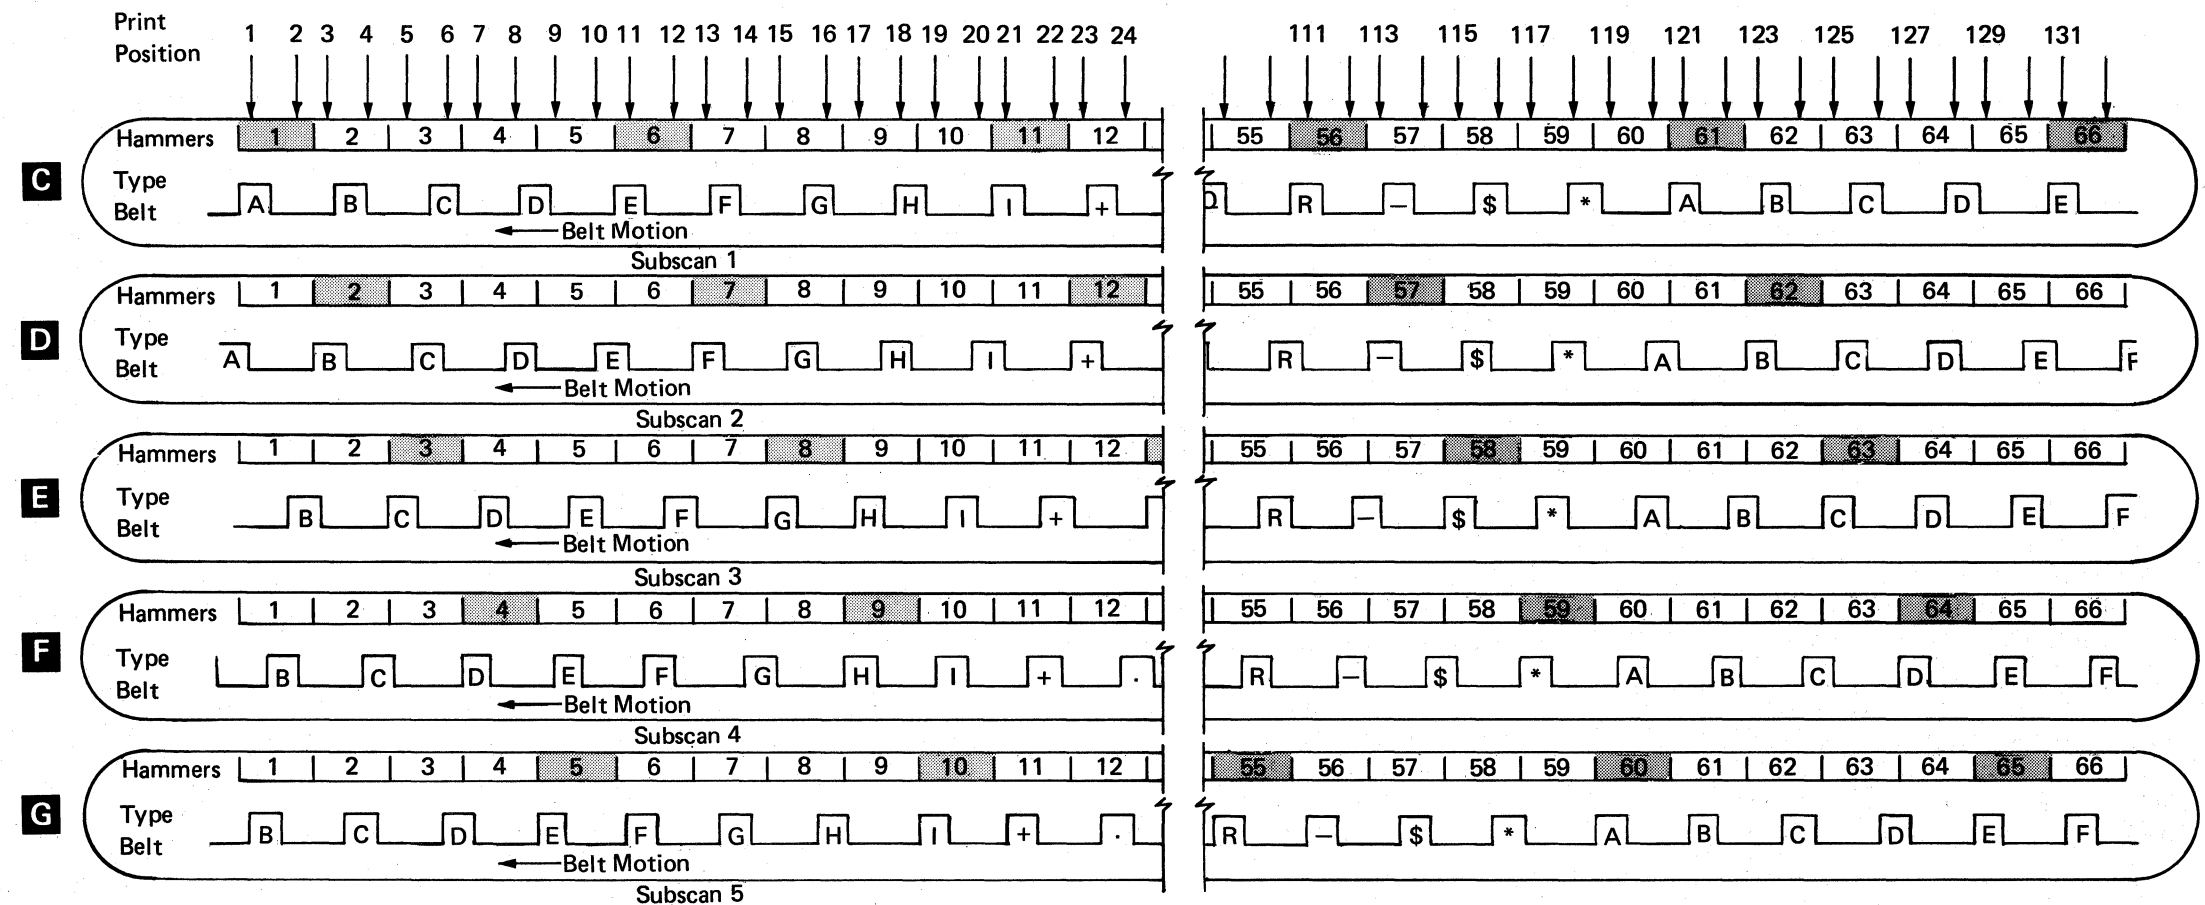 Print
Position
1 2 3 4 5 6 7 8 9 10 11 12 13 14 15 16 17 18 19 20 21 22 23 24 111 113 115 117 119 121 123 125 127 129 131
C
Hammers 1 2 3 4 5 6 7 8 9 10 11 12 55 56 57 58 59 60 61 62 63 64 65 66
Type
Belt A B C D E F G H I + R — $ * A B C D E
Belt Motion
Subscan 1
D
Hammers 1 2 3 4 5 6 7 8 9 10 11 12 55 56 57 58 59 60 61 62 63 64 65 66
Type
Belt A B C D E F G H I + R — $ * A B C D E F
Belt Motion
Subscan 2
E
Hammers 1 2 3 4 5 6 7 8 9 10 11 12 55 56 57 58 59 60 61 62 63 64 65 66
Type
Belt B C D E F G H I + R — $ * A B C D E F
Belt Motion
Subscan 3
F
Hammers 1 2 3 4 5 6 7 8 9 10 11 12 55 56 57 58 59 60 61 62 63 64 65 66
Type
Belt B C D E F G H I + . R — $ * A B C D E F
Belt Motion
Subscan 4
G
Hammers 1 2 3 4 5 6 7 8 9 10 11 12 55 56 57 58 59 60 61 62 63 64 65 66
Type
Belt B C D E F G H I + . R — $ * A B C D E F
Belt Motion
Subscan 5